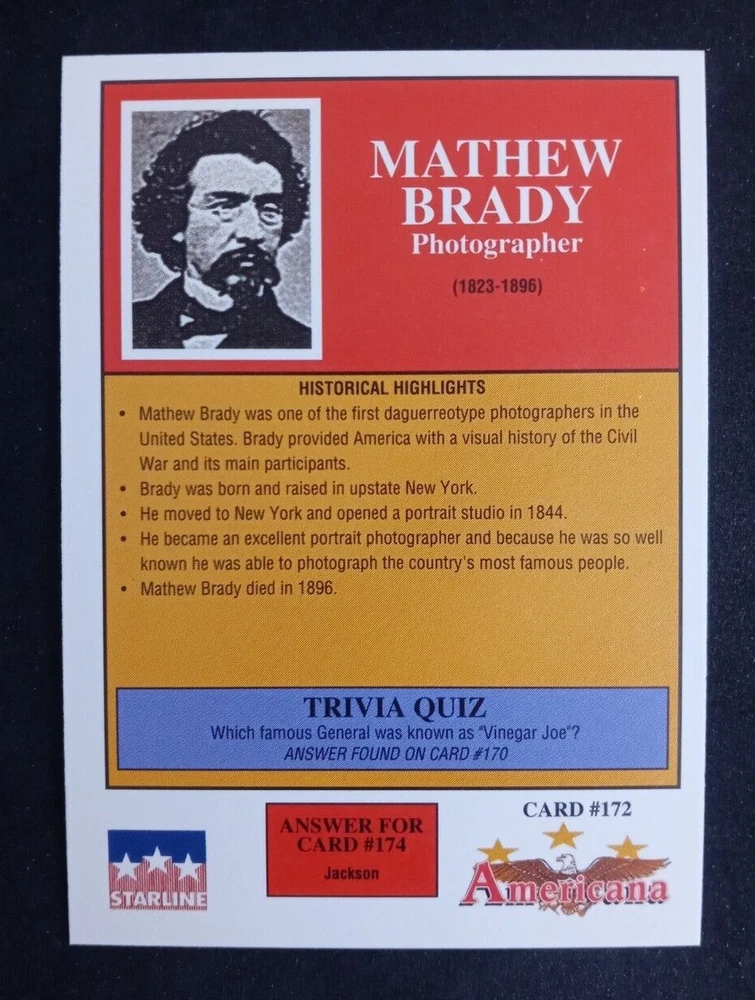 MATHEW
BRADY
Photographer
(1823-1896)
HISTORICAL HIGHLIGHTS
• Mathew Brady was one of the first daguerreotype photographers in the
United States. Brady provided America with a visual history of the Civil
War and its main participants.
• Brady was born and raised in upstate New York.
• He moved to New York and opened a portrait studio in 1844.
• He became an excellent portrait photographer and because he was so well
known he was able to photograph the country's most famous people.
• Mathew Brady died in 1896.
TRIVIA QUIZ
Which famous General was known as "Vinegar Joe"?
ANSWER FOUND ON CARD #170
STARLINE
ANSWER FOR
CARD #174
Jackson
CARD #172
Americana